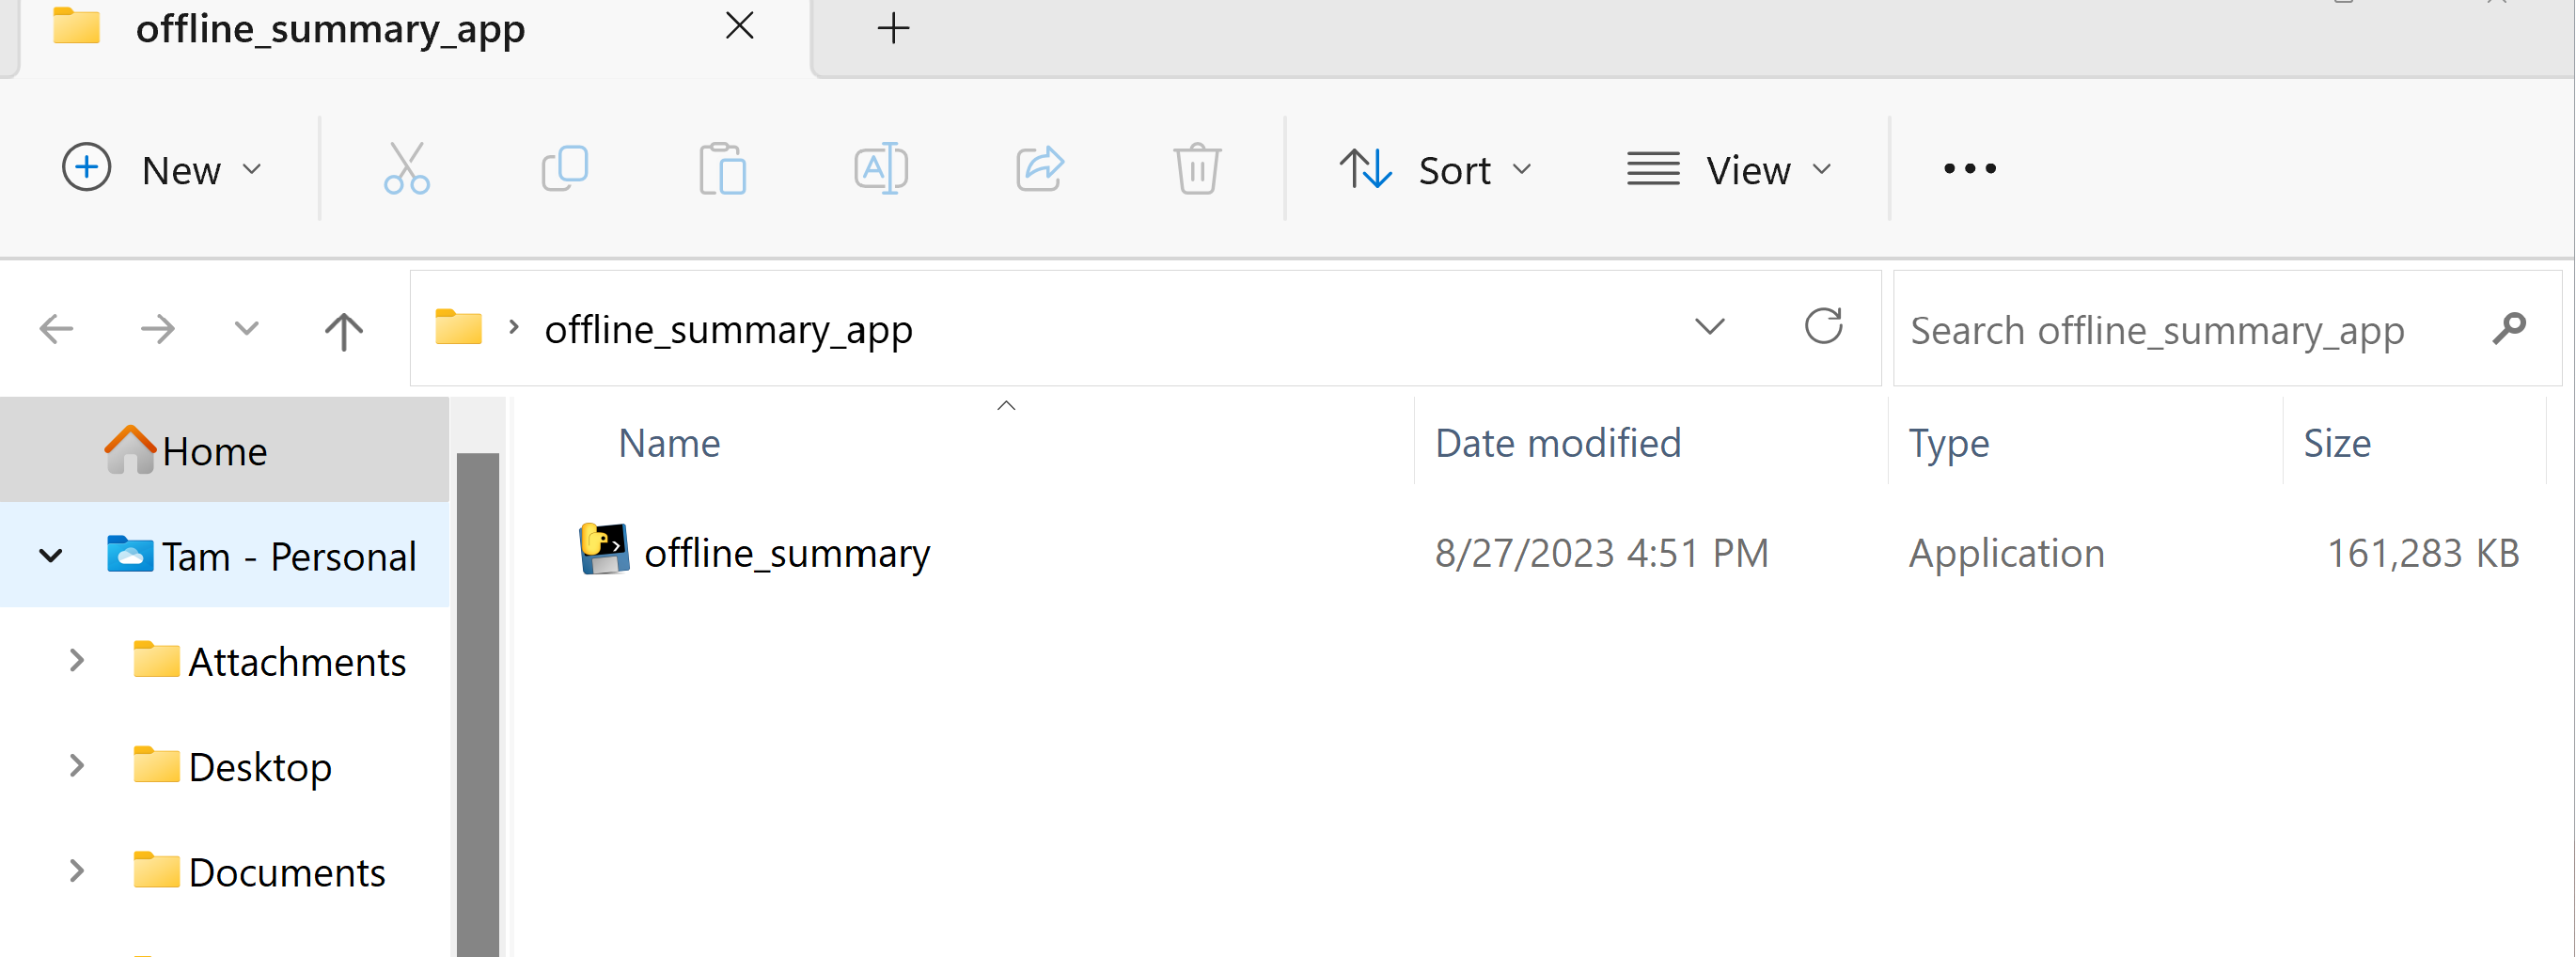 offline_summary_app
New
Sort
View
offline_summary_app
Search offline_summary_app
Home
Tam - Personal
Attachments
Desktop
Documents
Name Date modified Type Size
offline_summary 8/27/2023 4:51 PM Application 161,283 KB